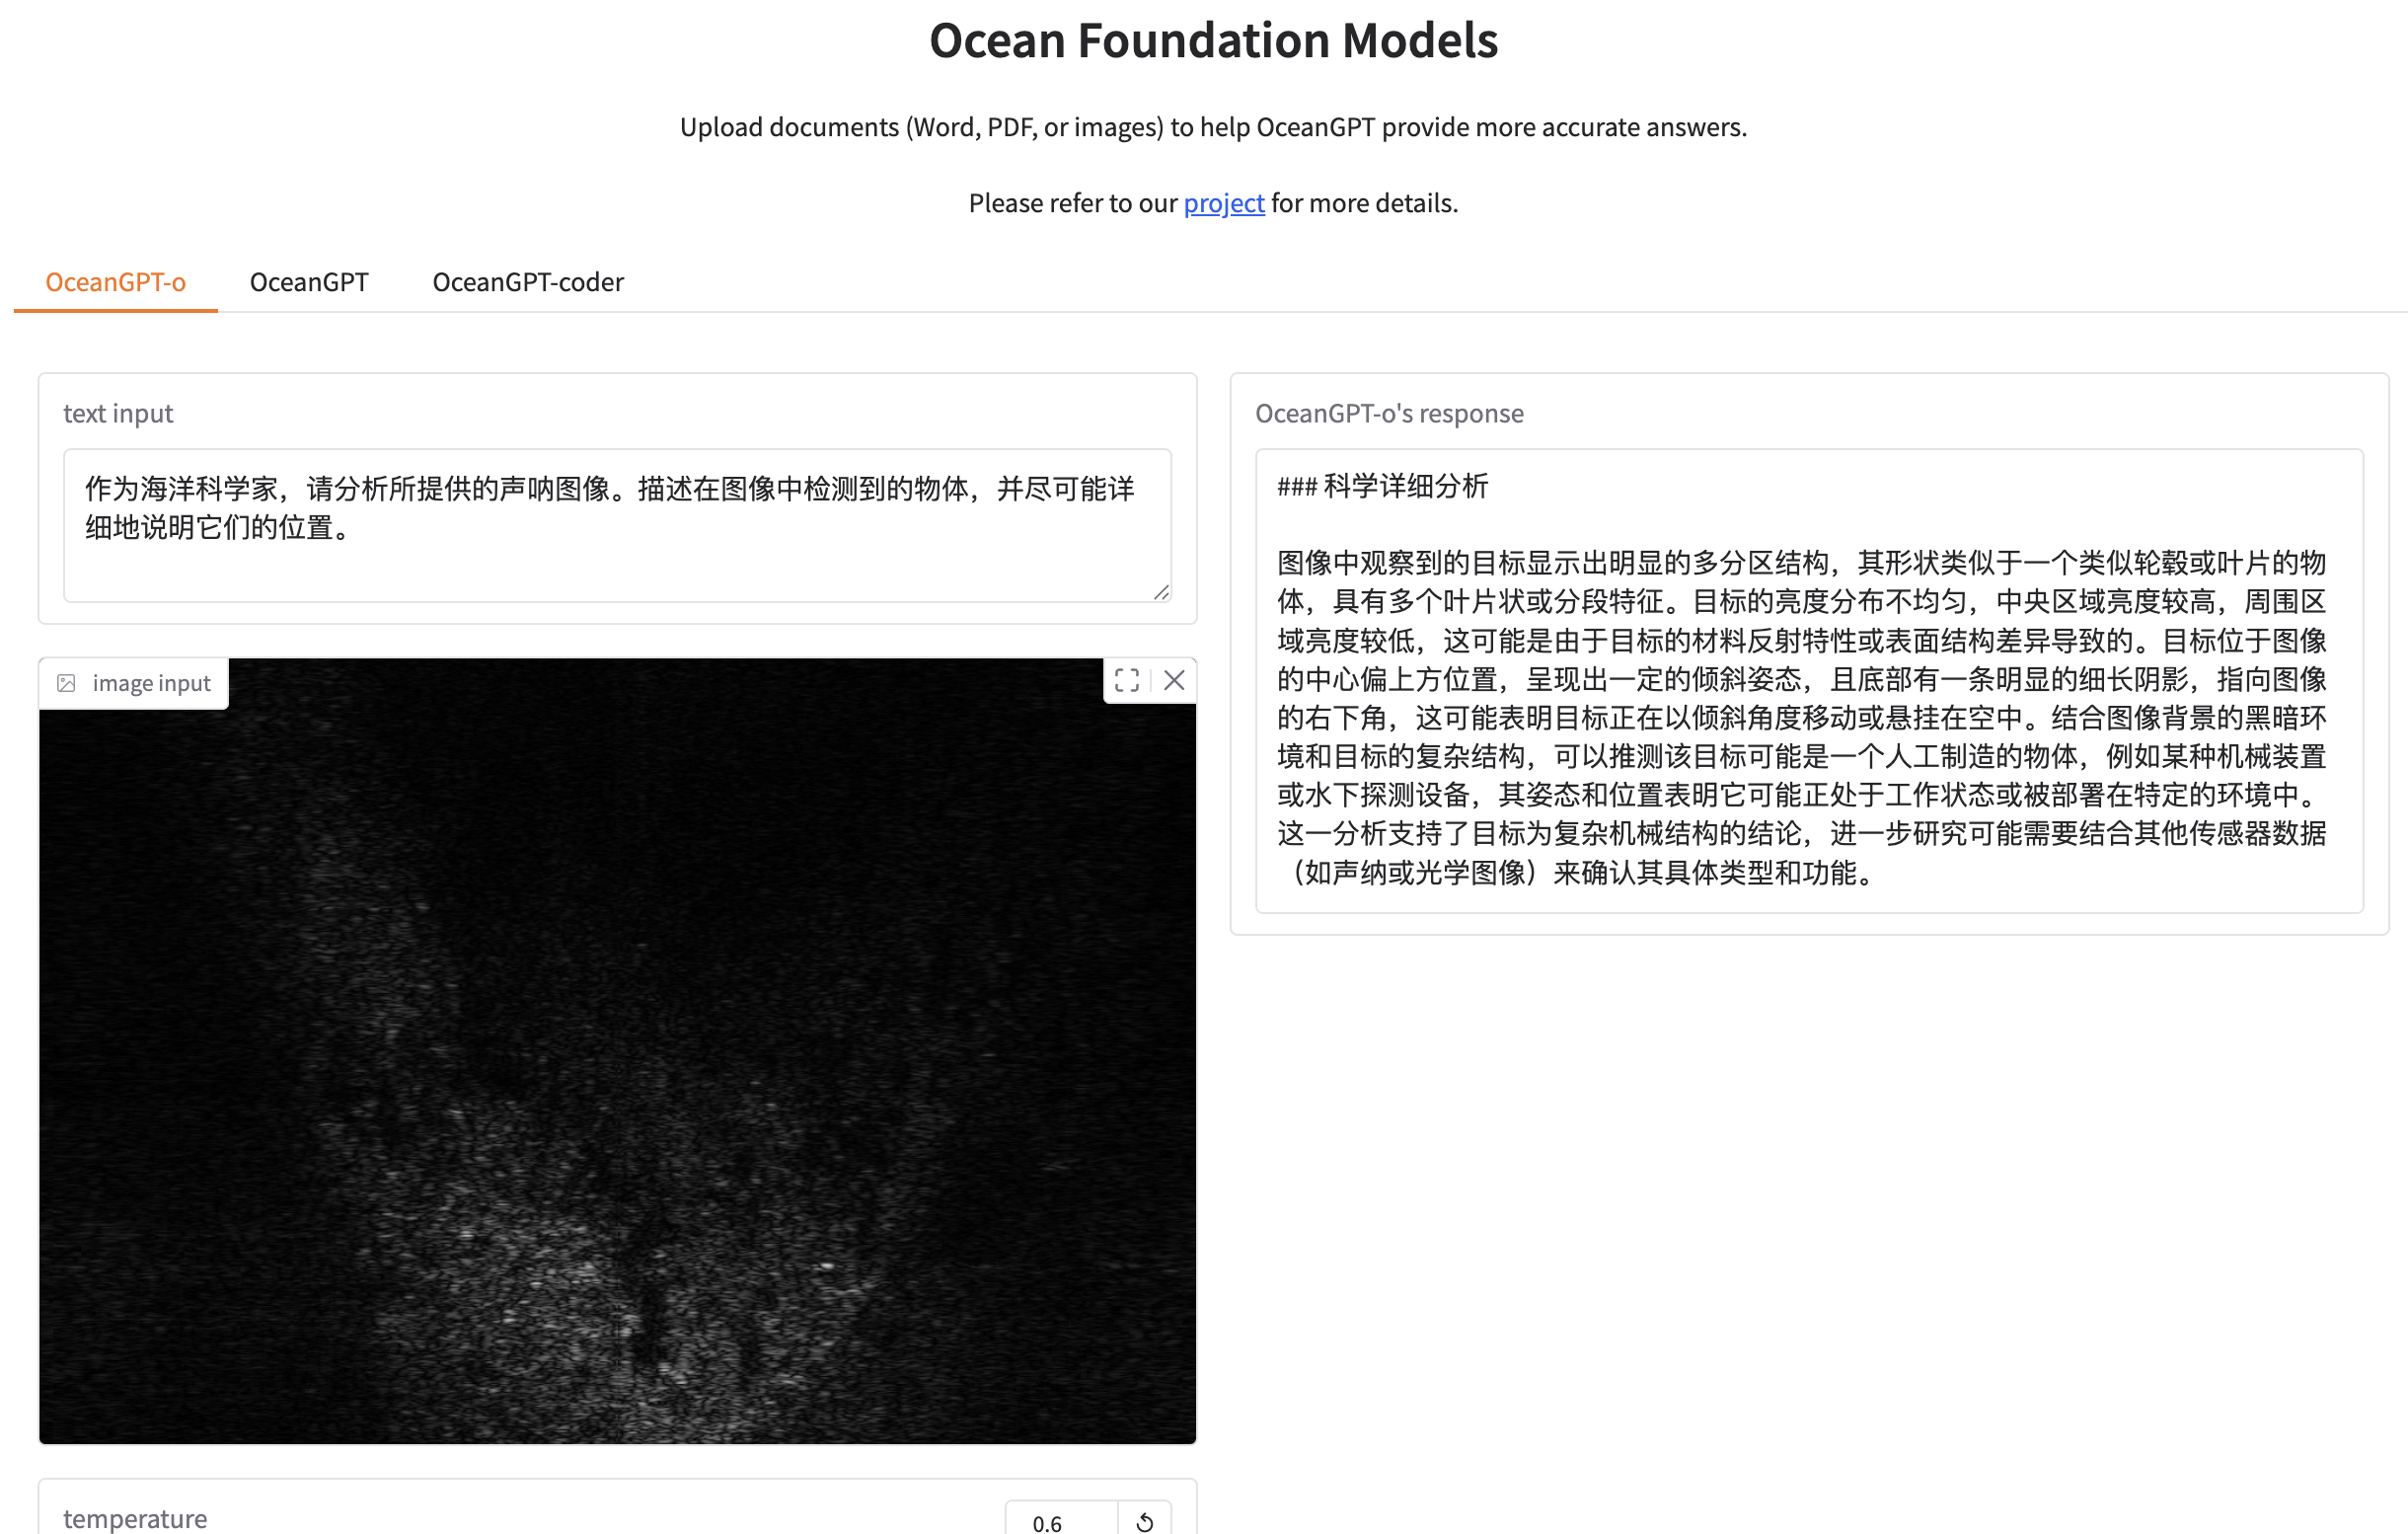 Ocean Foundation Models
Upload documents (Word, PDF, or images) to help OceanGPT provide more accurate answers.
Please refer to our project for more details.
OceanGPT-o
OceanGPT
OceanGPT-coder
text input
作为海洋科学家，请分析所提供的声呐图像。描述在图像中检测到的物体，并尽可能详
细地说明它们的位置。
image input
temperature
0.6
OceanGPT-o's response
### 科学详细分析
图像中观察到的目标显示出明显的多分区结构，其形状类似于一个类似轮毂或叶片的物
体，具有多个叶片状或分段特征。目标的亮度分布不均匀，中央区域亮度较高，周围区
域亮度较低，这可能是由于目标的材料反射特性或表面结构差异导致的。目标位于图像
的中心偏上方位置，呈现出一定的倾斜姿态，且底部有一条明显的细长阴影，指向图像
的右下角，这可能表明目标正在以倾斜角度移动或悬挂在空中。结合图像背景的黑暗环
境和目标的复杂结构，可以推测该目标可能是一个人工制造的物体，例如某种机械装置
或水下探测设备，其姿态和位置表明它可能正处于工作状态或被部署在特定的环境中。
这一分析支持了目标为复杂机械结构的结论，进一步研究可能需要结合其他传感器数据
（如声纳或光学图像）来确认其具体类型和功能。